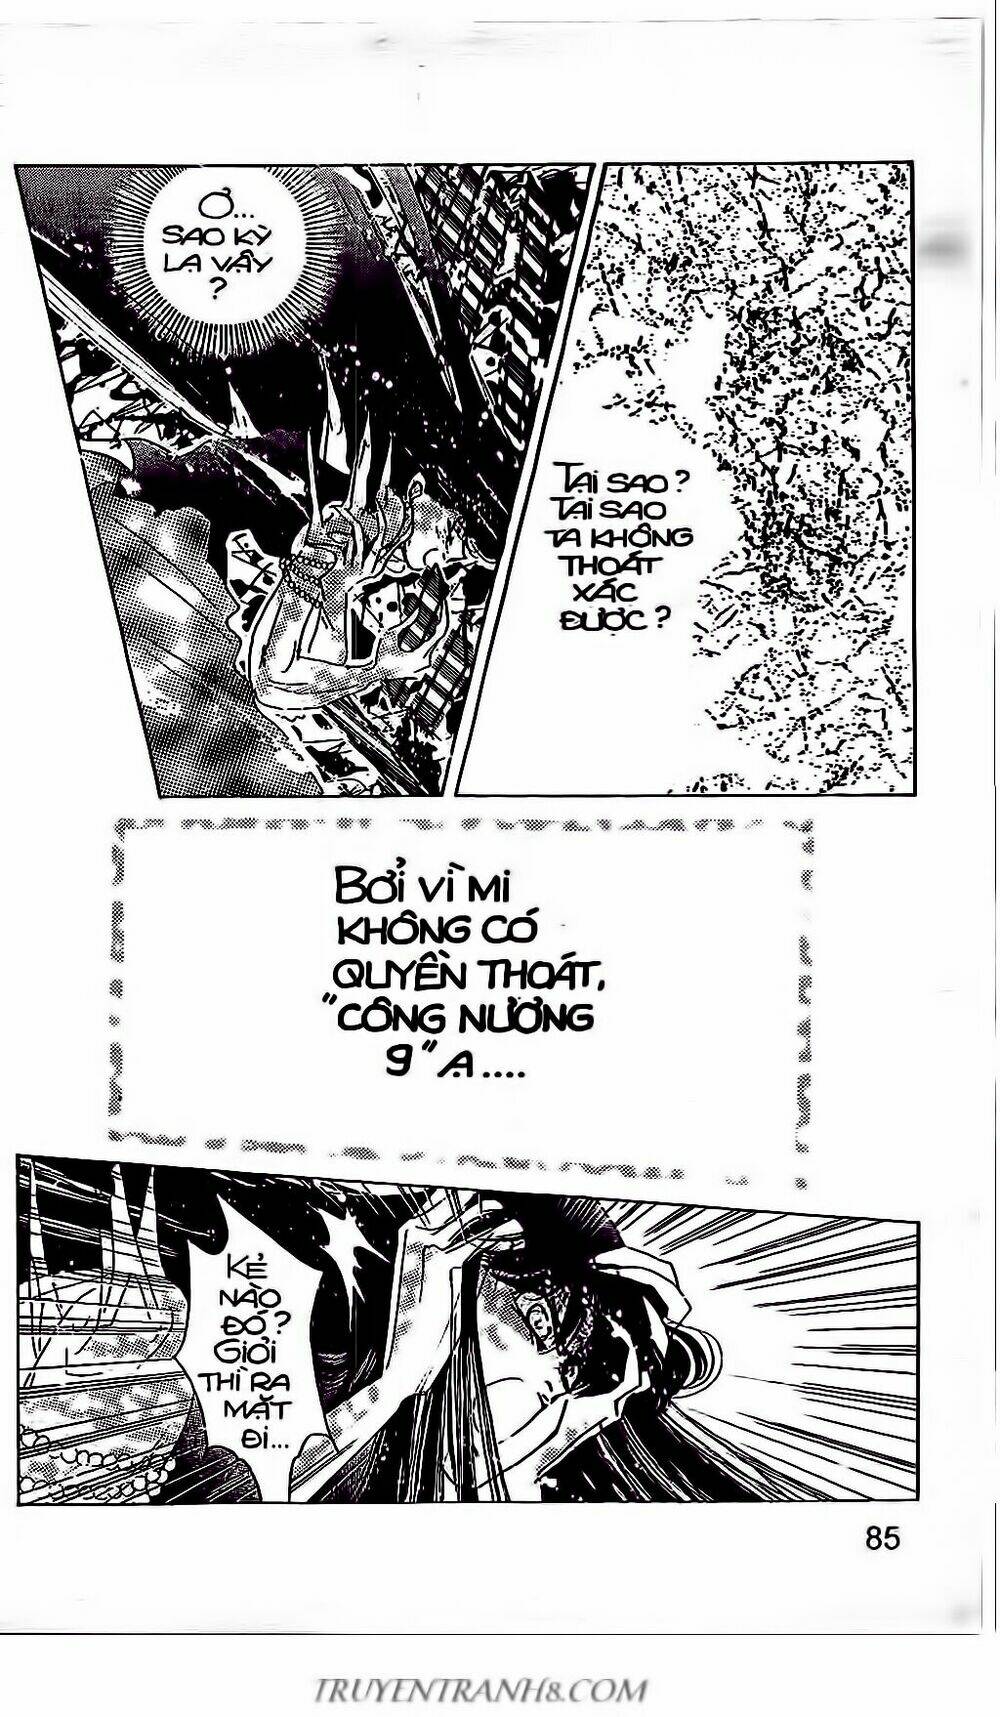 Ở...
SAO KỲ
LẠ VẬY
?
TẠI SAO?
TẠI SAO
TA KHÔNG
THOÁT
XÁC
ĐƯỢC?
BỞI VÌ MI
KHÔNG CÓ
QUYỀN THOÁT,
"CÔNG NƯƠNG
9" Ạ....
KẺ
NÀO
ĐÓ?
GIỎI
THÌ RA
MẶT
ĐI...
85
TRUYENTRANH8.COM